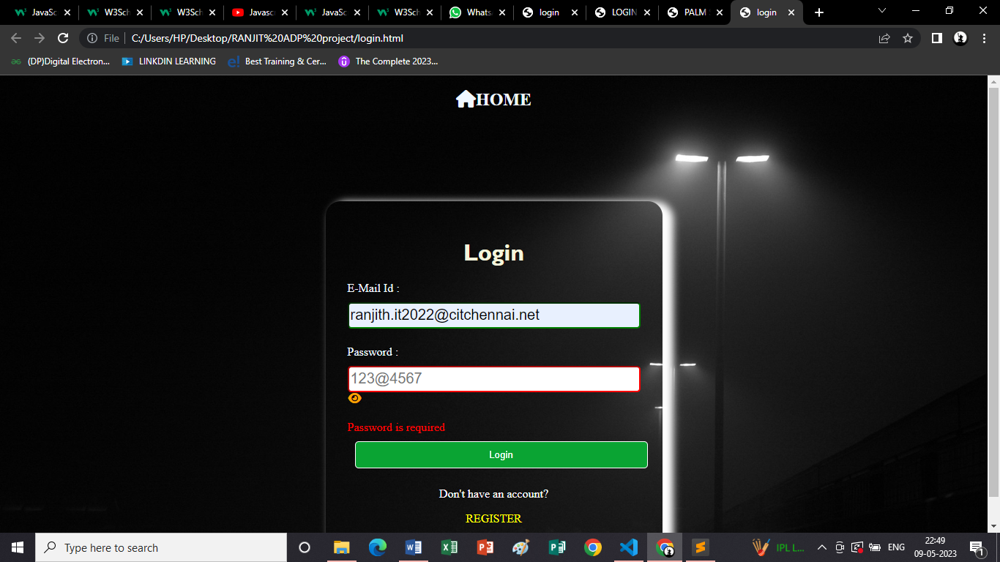 JavaSc
W3Sch
W3Sch
Javasc
JavaSc
W3Sch
Whats
login
LOGIN
PALM
login
File
C:/Users/HP/Desktop/RANJIT%20ADP%20project/login.html
(DP)Digital Electron...
LINKDIN LEARNING
Best Training & Cer...
The Complete 2023...
HOME
Login
E-Mail Id :
ranjith.it2022@citchennai.net
Password :
123@4567
Password is required
Login
Don't have an account?
REGISTER
Type here to search
IPL L...
ENG
22:49
09-05-2023
1